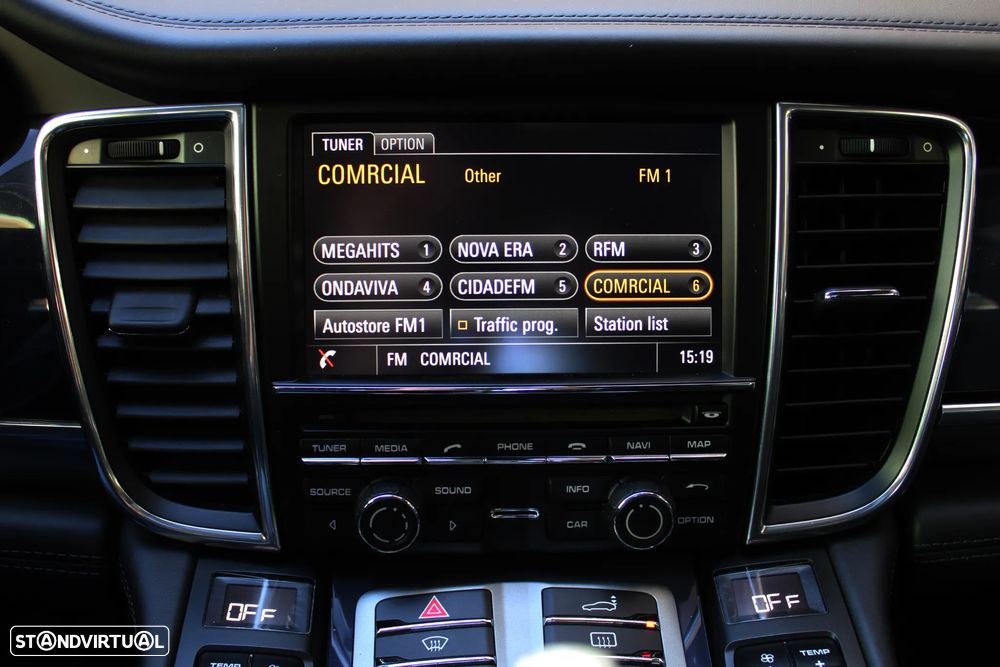 TUNER OPTION
COMRCIAL Other FM 1
MEGAHITS 1 NOVA ERA 2 RFM 3
ONDAVIVA 4 CIDADEFM 5 COMRCIAL 6
Autostore FM1 Traffic prog. Station list
FM COMRCIAL 15:19
TUNER MEDIA PHONE NAVI MAP
SOURCE SOUND INFO
CAR OPTION
OFF OFF
TEMP TEMP
STANDVIRTUAL